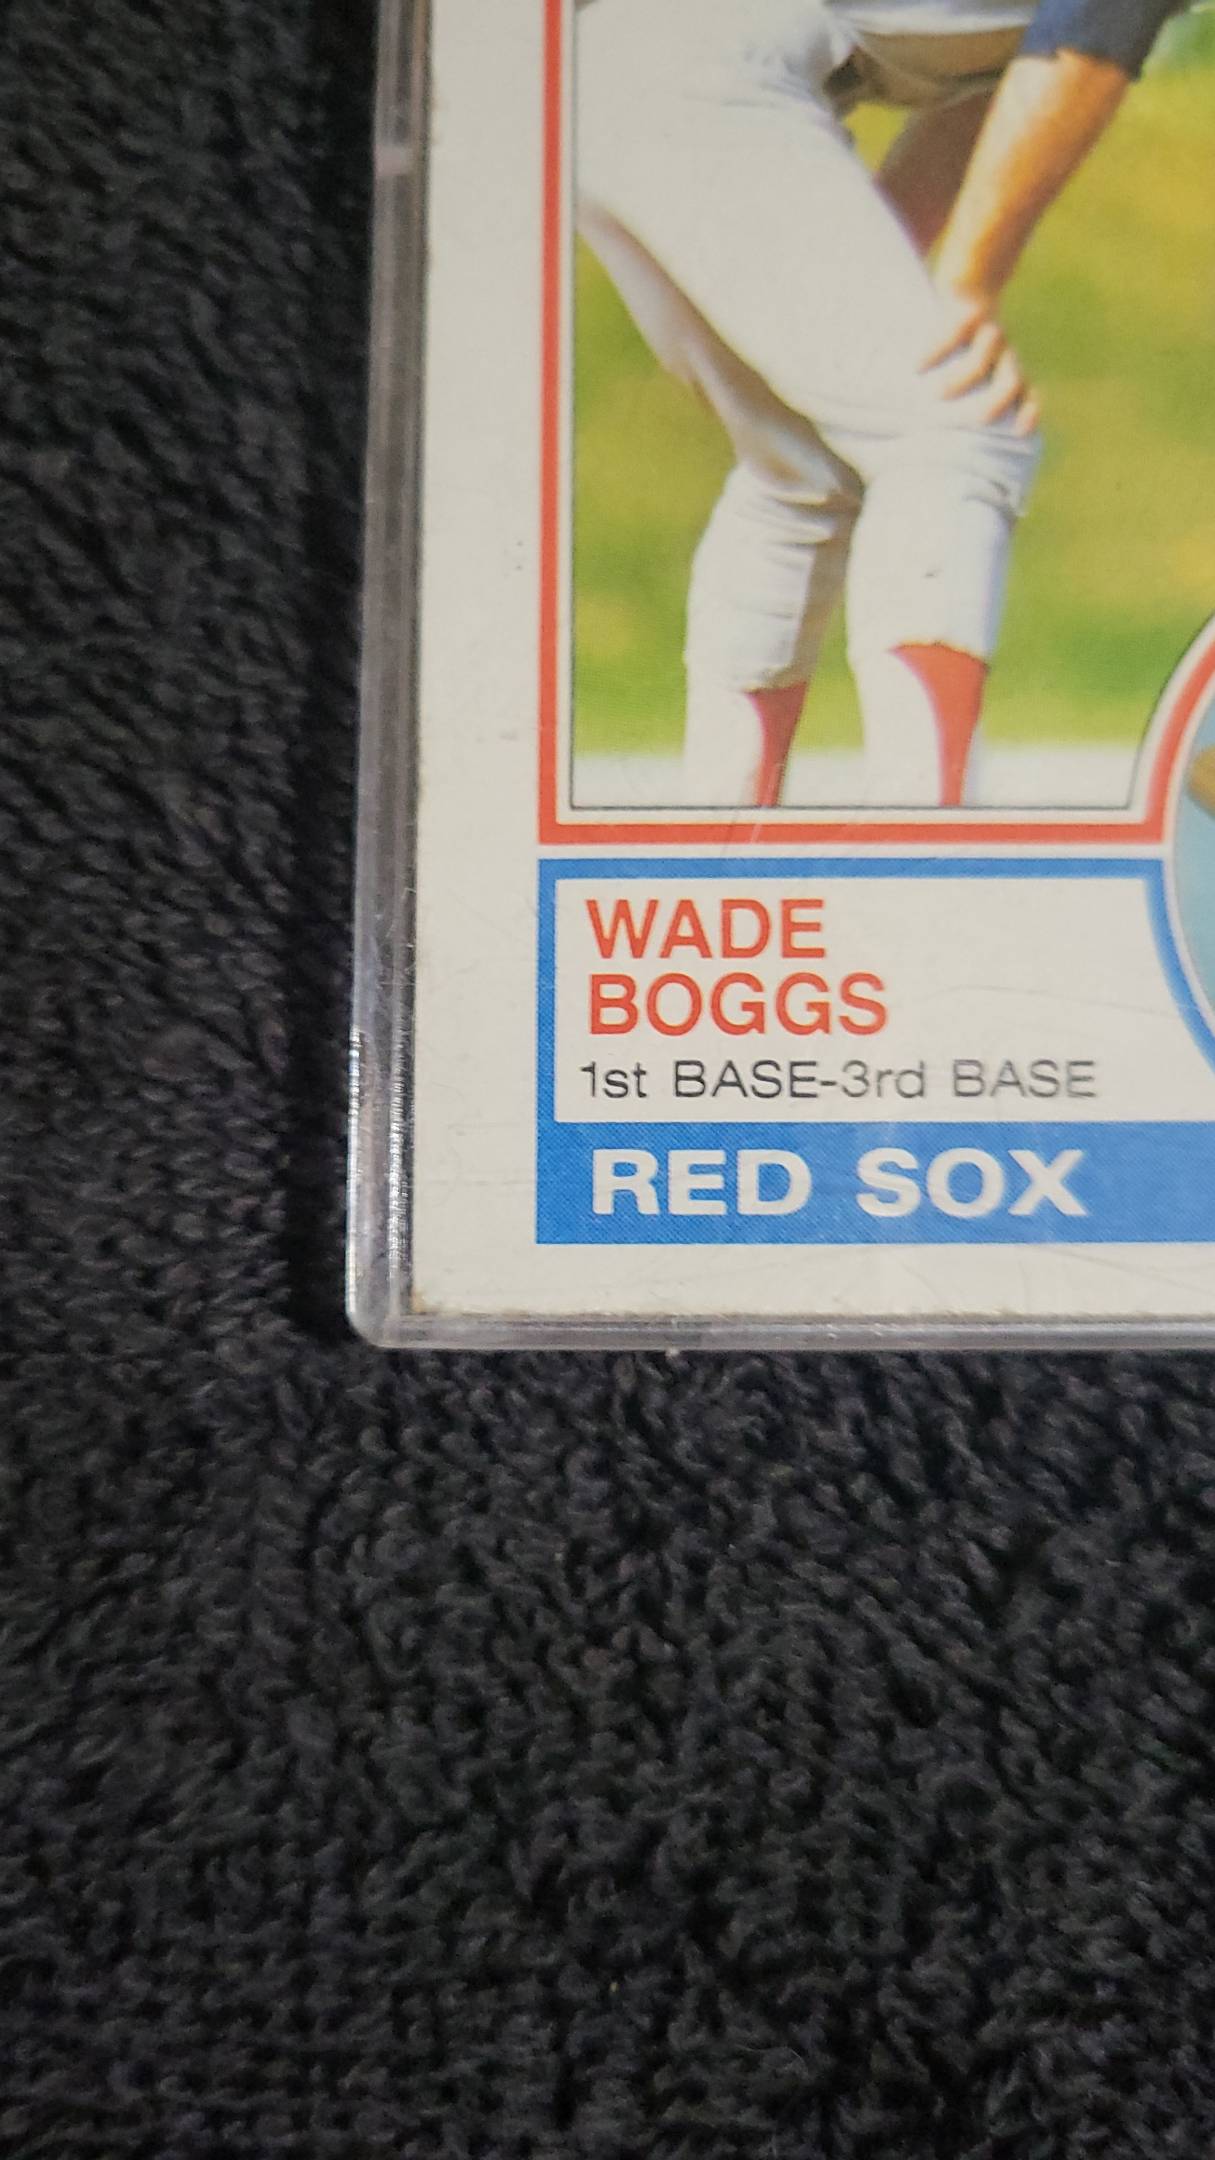 WADE
BOGGS
1st BASE-3rd BASE
RED SOX